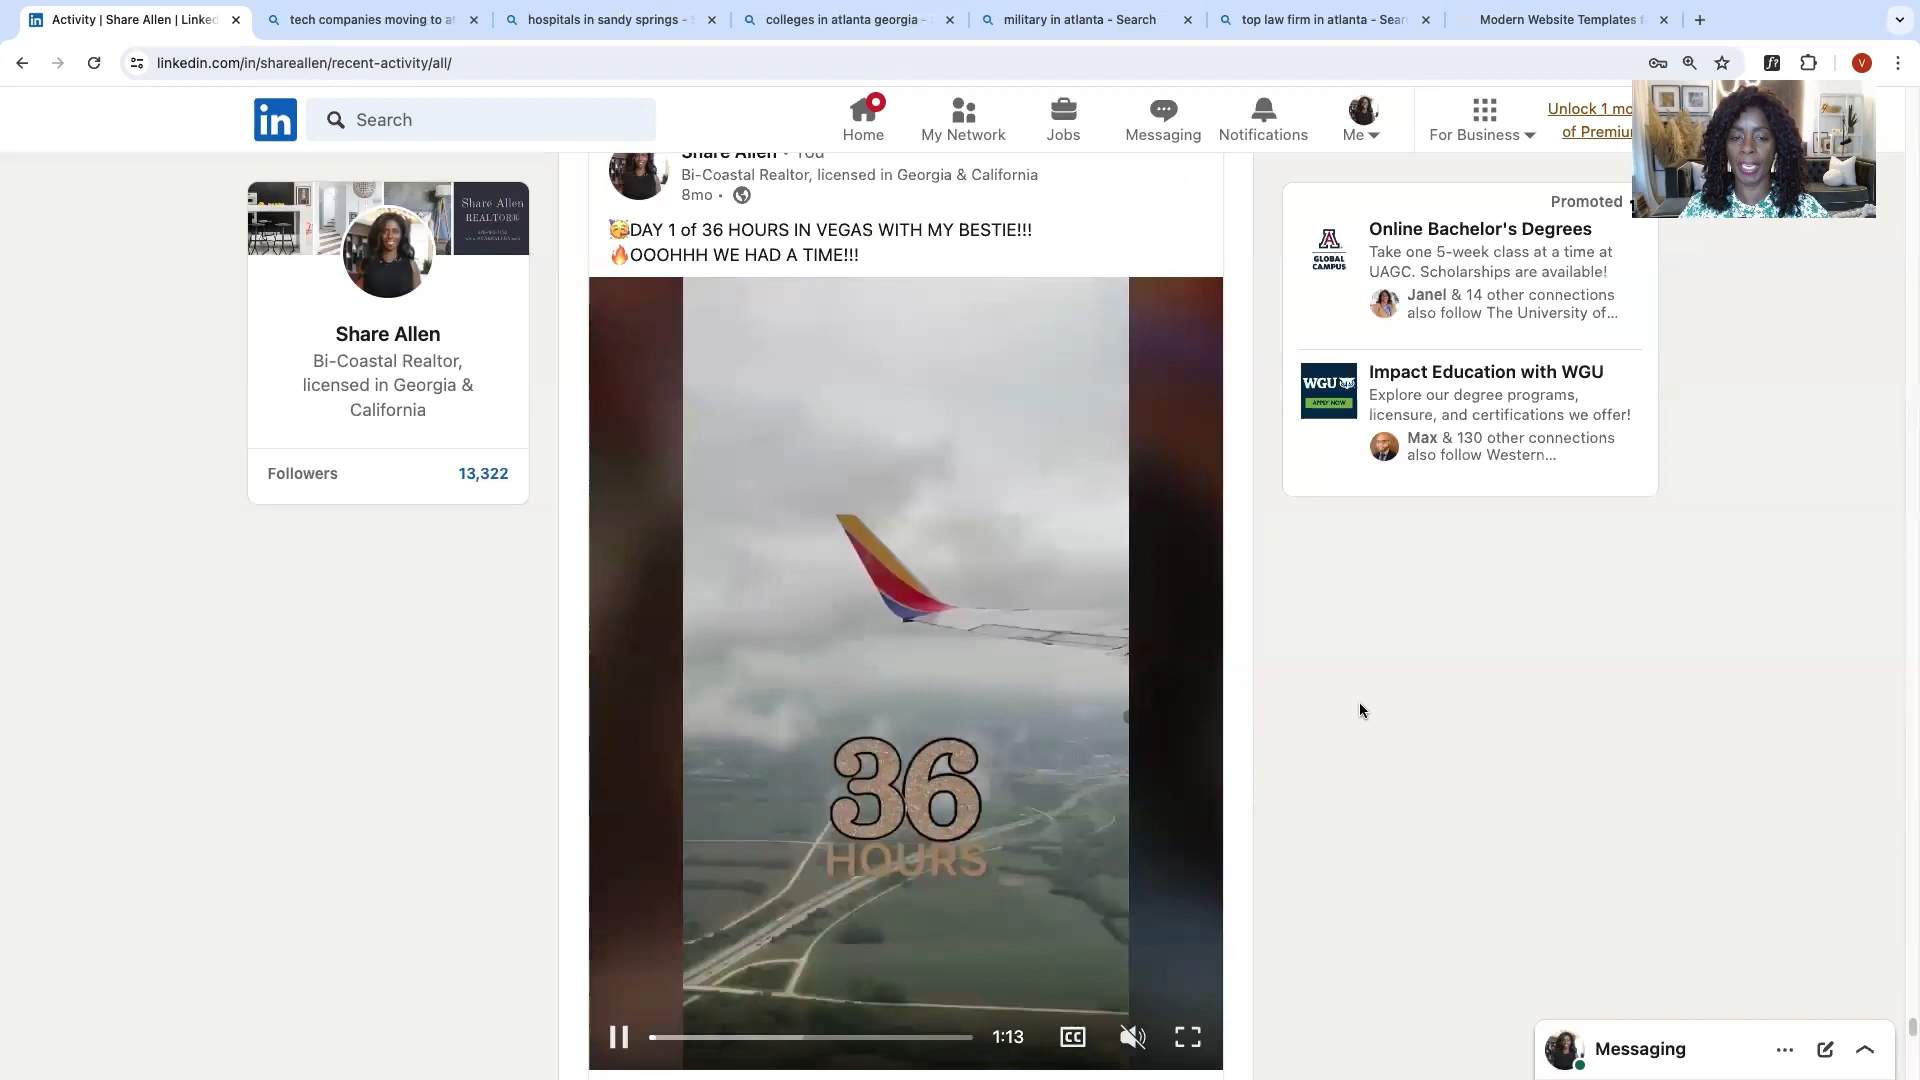 Activity | Share Allen | Linked
tech companies moving to at
hospitals in sandy springs -
colleges in atlanta georgia -
military in atlanta - Search
top law firm in atlanta - Sear
Modern Website Templates f
linkedin.com/in/shareallen/recent-activity/all/
f?
V
in
Search
Home
My Network
Jobs
Messaging
Notifications
Me
For Business
Unlock 1 mo
of Premiu
Share Allen
REALTOR®
Share Allen
Bi-Coastal Realtor,
licensed in Georgia &
California
Followers 13,322
Share Allen • You
Bi-Coastal Realtor, licensed in Georgia & California
8mo •
🥳DAY 1 of 36 HOURS IN VEGAS WITH MY BESTIE!!!
🔥OOOHHH WE HAD A TIME!!!
36
HOURS
1:13
CC
Promoted
A
GLOBAL
CAMPUS
Online Bachelor's Degrees
Take one 5-week class at a time at
UAGC. Scholarships are available!
Janel & 14 other connections
also follow The University of...
WGU
APPLY NOW
Impact Education with WGU
Explore our degree programs,
licensure, and certifications we offer!
Max & 130 other connections
also follow Western...
Messaging